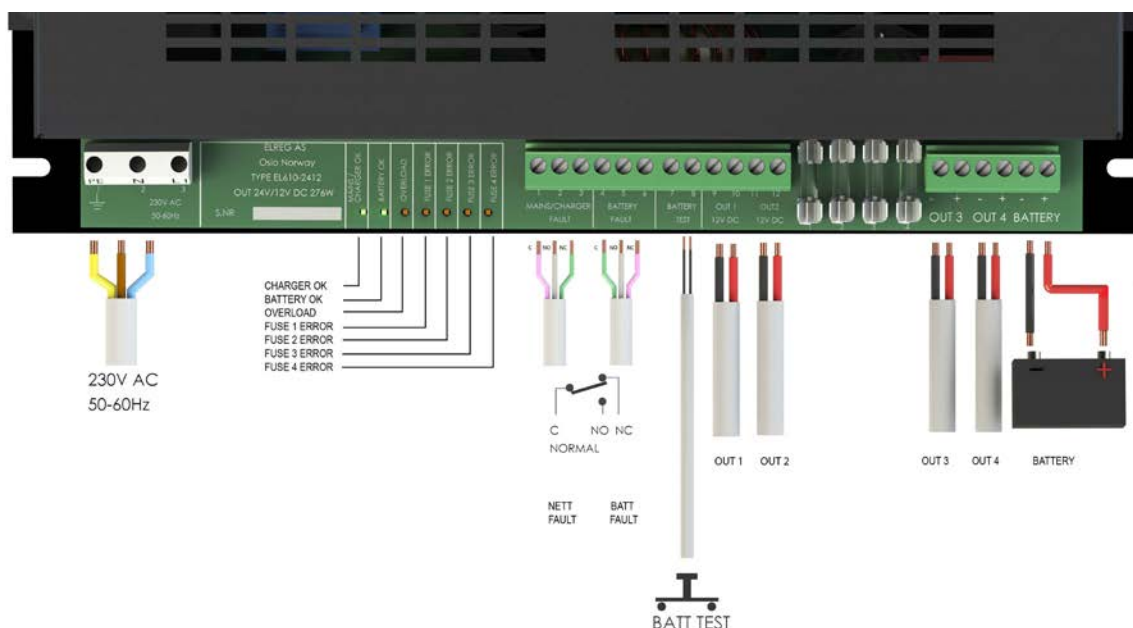 ELREG AS
Oslo Norway
TYPE EL610-2412
OUT 24V/12V DC 276W
S.NR
PE N L1
2 3
230V AC
50-60Hz
MAINS/
CHARGER OK
BATTERY OK
OVERLOAD
FUSE 1 ERROR
FUSE 2 ERROR
FUSE 3 ERROR
FUSE 4 ERROR
1 2 3 4 5 6 7 8 9 10 11 12
MAINS/CHARGER
FAULT
BATTERY
FAULT
BATTERY
TEST
OUT 1
12V DC
OUT2
12V DC
- + - + - +
OUT 3 OUT 4 BATTERY
C NO NC C NO NC
CHARGER OK
BATTERY OK
OVERLOAD
FUSE 1 ERROR
FUSE 2 ERROR
FUSE 3 ERROR
FUSE 4 ERROR
230V AC
50-60Hz
C NO NC
NORMAL
NETT
FAULT
BATT
FAULT
OUT 1 OUT 2
- +
OUT 3 OUT 4 BATTERY
BATT TEST